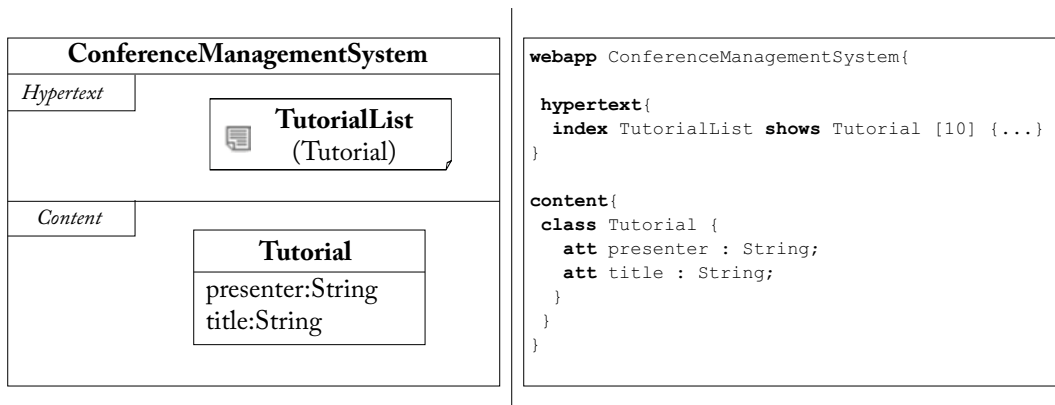 ConferenceManagementSystem
Hypertext
TutorialList
(Tutorial)
Content
Tutorial
presenter:String
title:String
webapp ConferenceManagementSystem{
hypertext{
index TutorialList shows Tutorial [10] {...}
}
content{
class Tutorial {
att presenter : String;
att title : String;
}
}
}